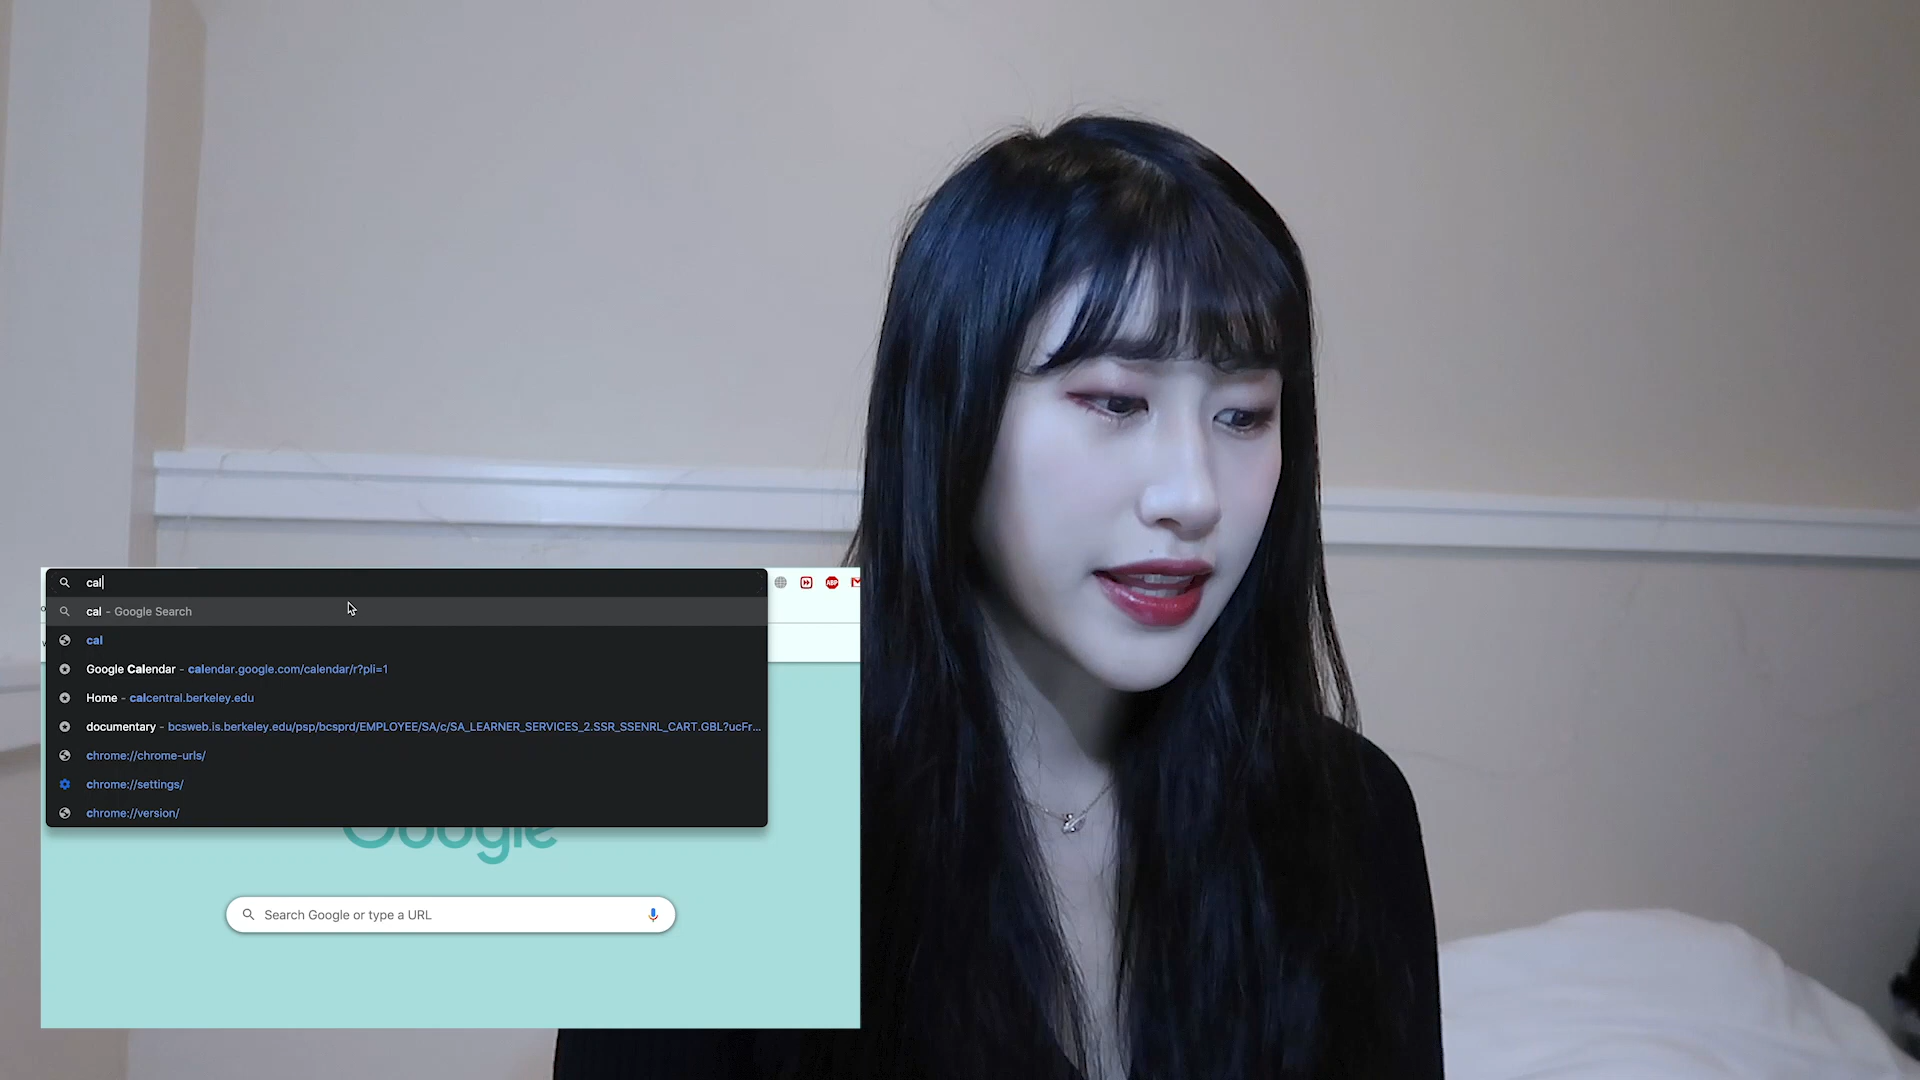 cal
ABP
cal - Google Search
cal
Google Calendar - calendar.google.com/calendar/r?pli=1
Home - calcentral.berkeley.edu
documentary - bcsweb.is.berkeley.edu/psp/bcsprd/EMPLOYEE/SA/c/SA_LEARNER_SERVICES_2.SSR_SSENRL_CART.GBL?ucFr...
chrome://chrome-urls/
chrome://settings/
chrome://version/
Google
Search Google or type a URL